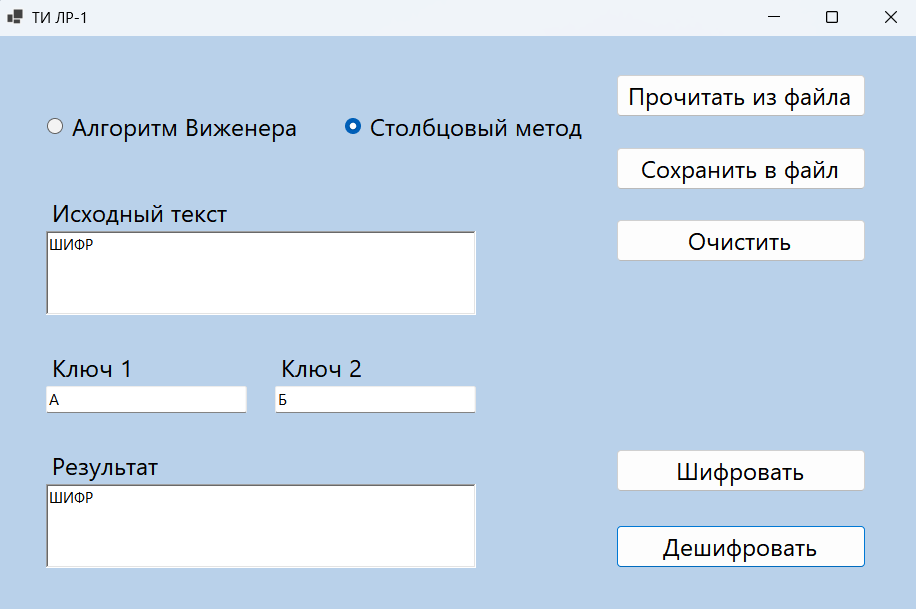 ТИ ЛР-1
Прочитать из файла
Алгоритм Виженера
Столбцовый метод
Сохранить в файл
Исходный текст
ШИФР
Очистить
Ключ 1
Ключ 2
А
Б
Результат
ШИФР
Шифровать
Дешифровать